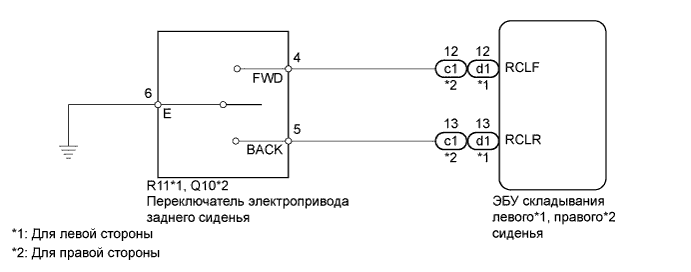 12 12
4
c1 d1 RCLF
FWD
*2 *1
6
E
13 13
5
c1 d1 RCLR
BACK
*2 *1
R11*1, Q10*2
Переключатель электропривода
заднего сиденья
ЭБУ складывания
левого*1, правого*2
сиденья
*1: Для левой стороны
*2: Для правой стороны